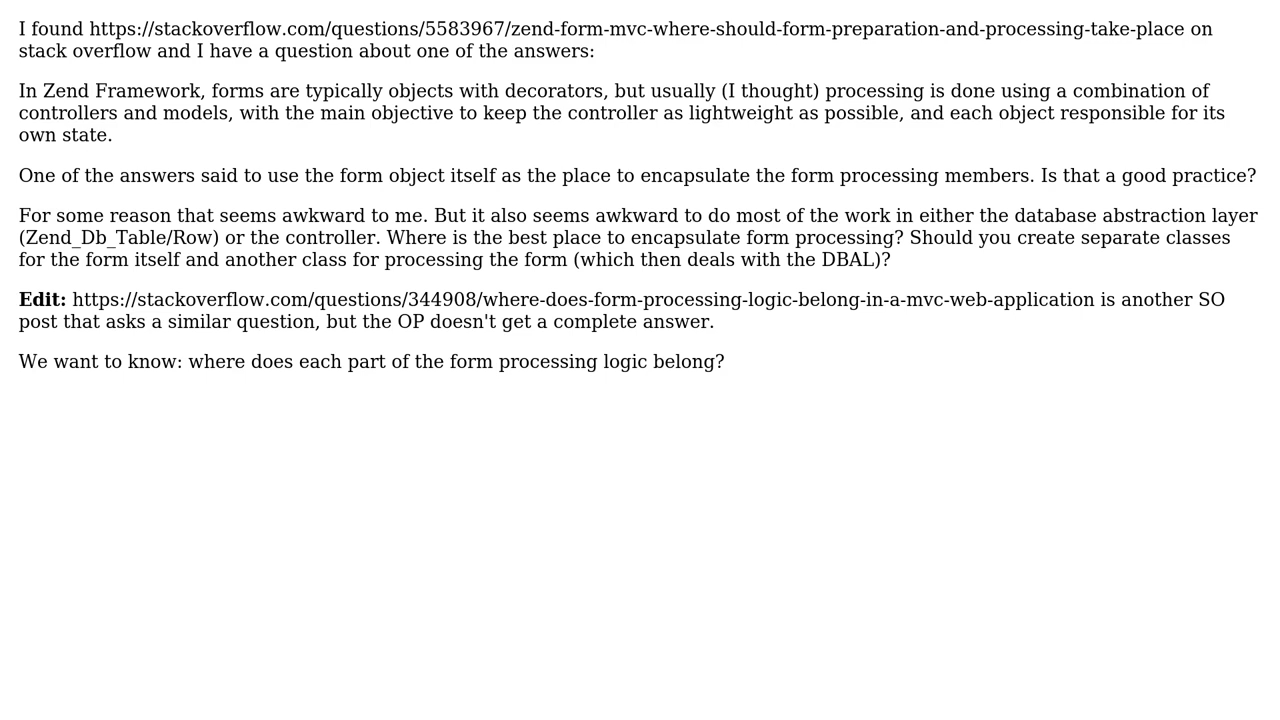 I found https://stackoverflow.com/questions/5583967/zend-form-mvc-where-should-form-preparation-and-processing-take-place on
stack overflow and I have a question about one of the answers:
In Zend Framework, forms are typically objects with decorators, but usually (I thought) processing is done using a combination of
controllers and models, with the main objective to keep the controller as lightweight as possible, and each object responsible for its
own state.
One of the answers said to use the form object itself as the place to encapsulate the form processing members. Is that a good practice?
For some reason that seems awkward to me. But it also seems awkward to do most of the work in either the database abstraction layer
(Zend_Db_Table/Row) or the controller. Where is the best place to encapsulate form processing? Should you create separate classes
for the form itself and another class for processing the form (which then deals with the DBAL)?
Edit: https://stackoverflow.com/questions/344908/where-does-form-processing-logic-belong-in-a-mvc-web-application is another SO
post that asks a similar question, but the OP doesn't get a complete answer.
We want to know: where does each part of the form processing logic belong?